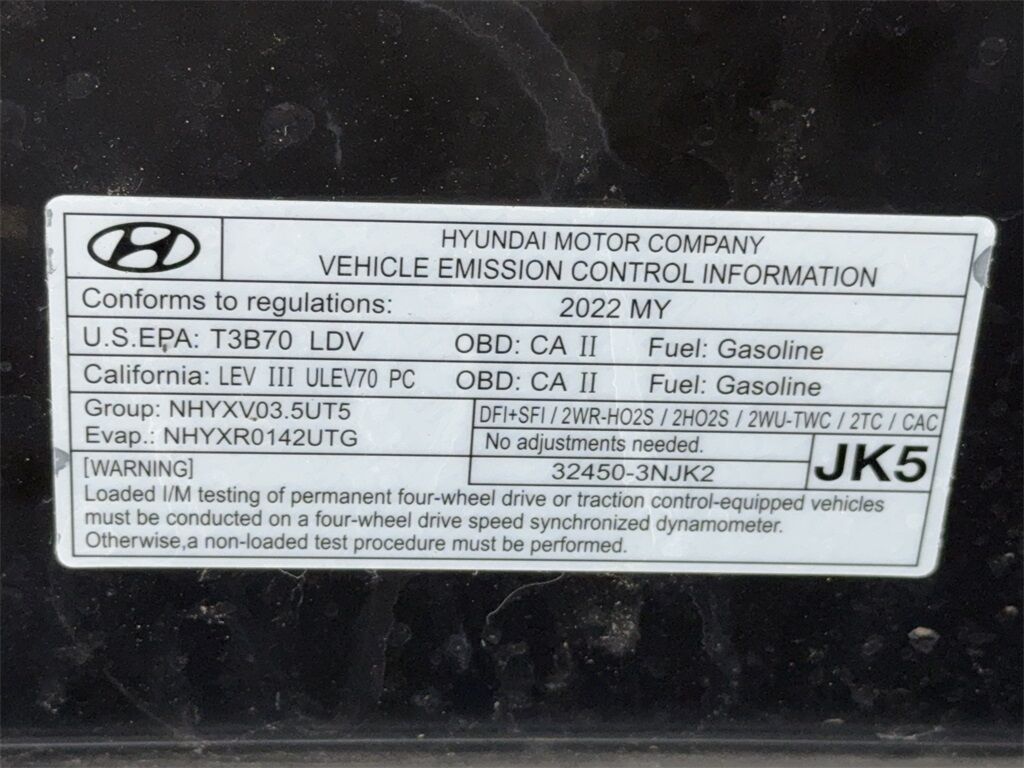 HYUNDAI MOTOR COMPANY
VEHICLE EMISSION CONTROL INFORMATION
Conforms to regulations: 2022 MY
U.S.EPA: T3B70 LDV OBD: CA II Fuel: Gasoline
California: LEV III ULEV70 PC OBD: CA II Fuel: Gasoline
Group: NHYXV03.5UT5
Evap.: NHYXR0142UTG
DFI+SFI / 2WR-HO2S / 2HO2S / 2WU-TWC / 2TC / CAC
No adjustments needed.
32450-3NJK2
JK5
[WARNING]
Loaded I/M testing of permanent four-wheel drive or traction control-equipped vehicles
must be conducted on a four-wheel drive speed synchronized dynamometer.
Otherwise,a non-loaded test procedure must be performed.